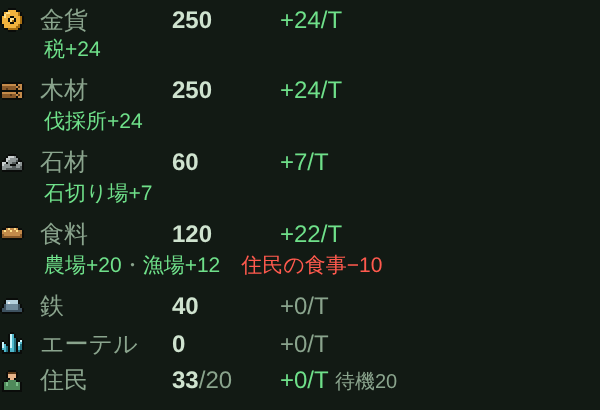 金貨 250 +24/T
税+24
木材 250 +24/T
伐採所+24
石材 60 +7/T
石切り場+7
食料 120 +22/T
農場+20・漁場+12 住民の食事−10
鉄 40 +0/T
エーテル 0 +0/T
住民 33/20 +0/T 待機20